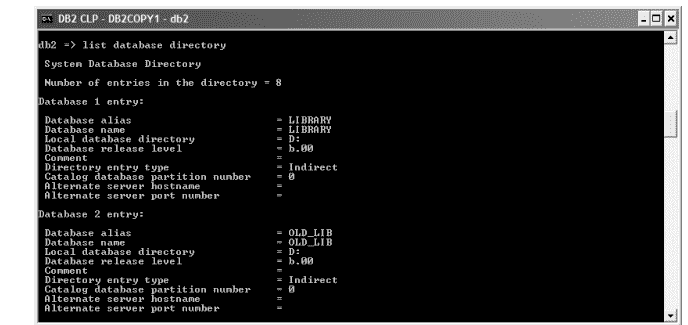 DB2 CLP - DB2COPY1 - db2
db2 => list database directory
System Database Directory
Number of entries in the directory = 8
Database 1 entry:
Database alias = LIBRARY
Database name = LIBRARY
Local database directory = D:
Database release level = b.00
Comment =
Directory entry type = Indirect
Catalog database partition number = 0
Alternate server hostname =
Alternate server port number =
Database 2 entry:
Database alias = OLD_LIB
Database name = OLD_LIB
Local database directory = D:
Database release level = b.00
Comment =
Directory entry type = Indirect
Catalog database partition number = 0
Alternate server hostname =
Alternate server port number =